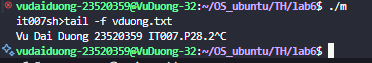 vudaiduong-23520359@VuDuong-32:~/OS_ubuntu/TH/lab6$ ./m
it007sh>tail -f vduong.txt
Vu Dai Duong 23520359 IT007.P28.2^C
vudaiduong-23520359@VuDuong-32:~/OS_ubuntu/TH/lab6$